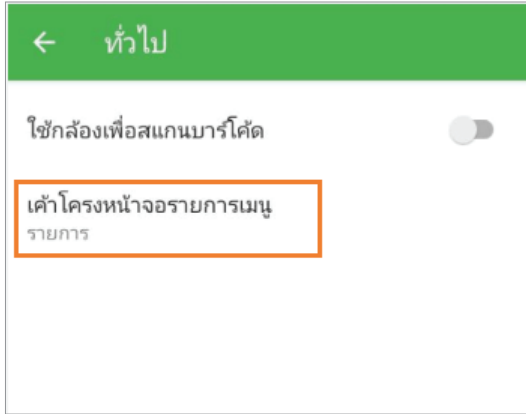 ทั่วไป
ใช้กล้องเพื่อสแกนบาร์โค้ด
เค้าโครงหน้าจอรายการเมนู
รายการ